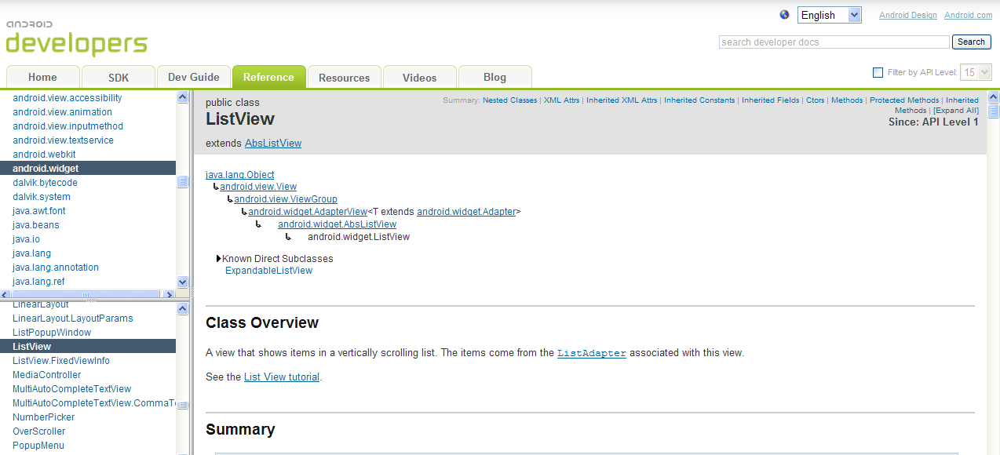 English
Android Design Android.com
ANDROID
developers
search developer docs Search
Home SDK Dev Guide Reference Resources Videos Blog
Filter by API Level: 15
android.view.accessibility
android.view.animation
android.view.inputmethod
android.view.textservice
android.webkit
android.widget
dalvik.bytecode
dalvik.system
java.awt.font
java.beans
java.io
java.lang
java.lang.annotation
java.lang.ref
LinearLayout
LinearLayout.LayoutParams
ListPopupWindow
ListView
ListView.FixedViewInfo
MediaController
MultiAutoCompleteTextView
MultiAutoCompleteTextView.CommaT
NumberPicker
OverScroller
PopupMenu
public class
ListView
extends AbsListView
Summary: Nested Classes | XML Attrs | Inherited XML Attrs | Inherited Constants | Inherited Fields | Ctors | Methods | Protected Methods | Inherited
Methods | [Expand All]
Since: API Level 1
java.lang.Object
↳android.view.View
↳android.view.ViewGroup
↳android.widget.AdapterView<T extends android.widget.Adapter>
↳ android.widget.AbsListView
↳ android.widget.ListView
Known Direct Subclasses
ExpandableListView
Class Overview
A view that shows items in a vertically scrolling list. The items come from the ListAdapter associated with this view.
See the List View tutorial.
Summary